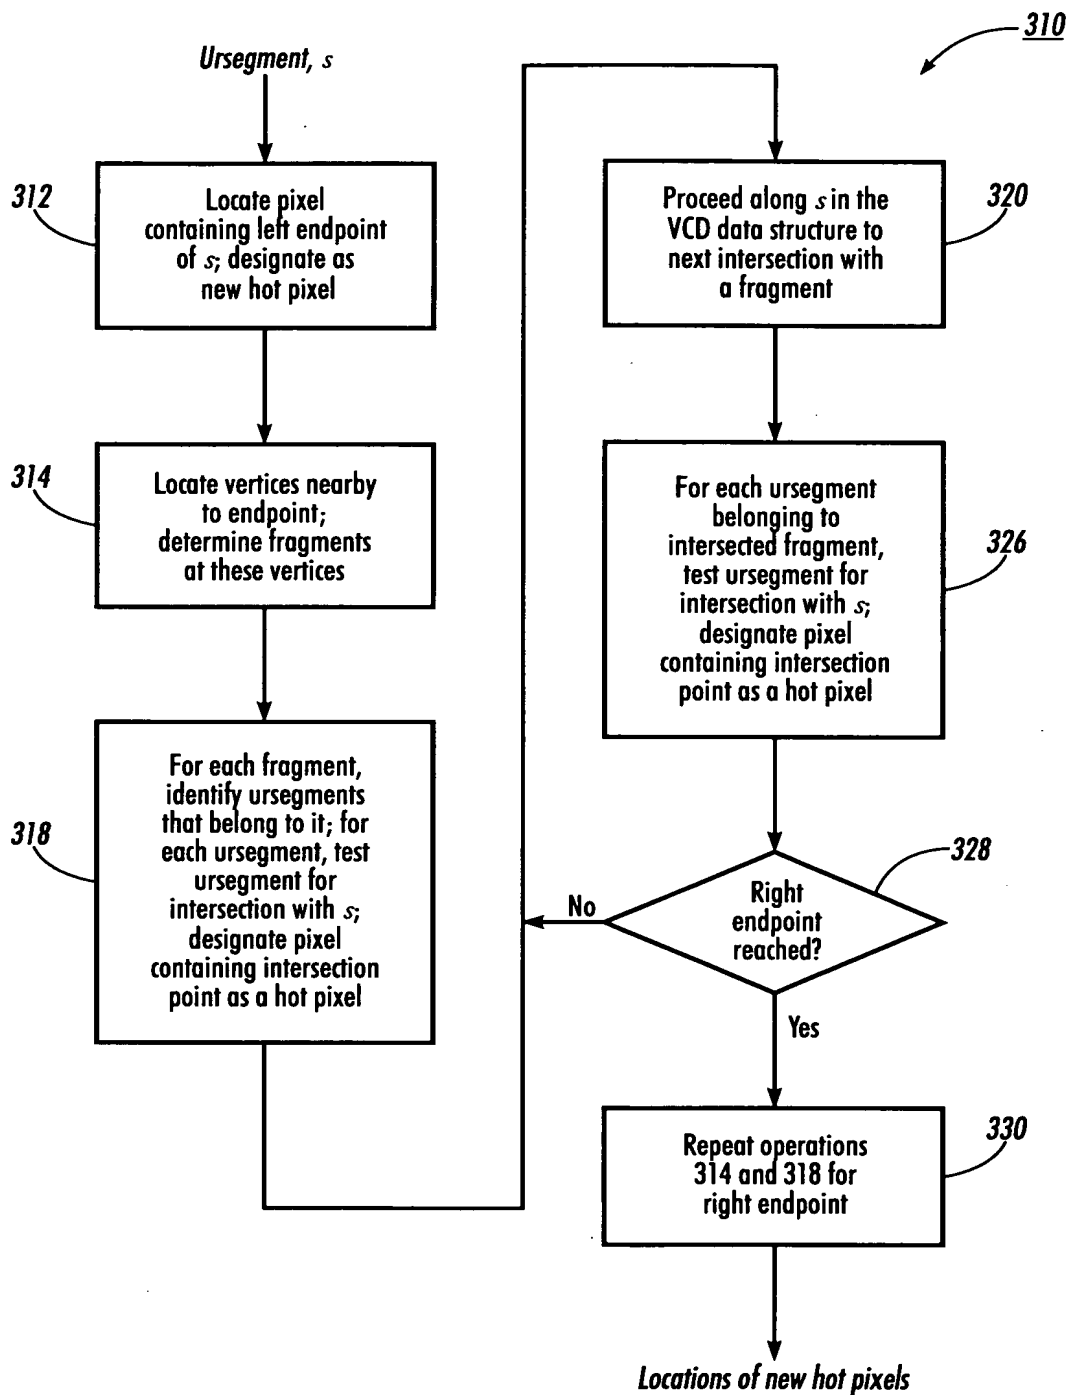 310
Ursegment, s
312
Locate pixel
containing left endpoint
of s; designate as
new hot pixel
314
Locate vertices nearby
to endpoint;
determine fragments
at these vertices
318
For each fragment,
identify ursegments
that belong to it; for
each ursegment, test
ursegment for
intersection with s;
designate pixel
containing intersection
point as a hot pixel
320
Proceed along s in the
VCD data structure to
next intersection with
a fragment
326
For each ursegment
belonging to
intersected fragment,
test ursegment for
intersection with s;
designate pixel
containing intersection
point as a hot pixel
328
Right
endpoint
reached?
No
Yes
330
Repeat operations
314 and 318 for
right endpoint
Locations of new hot pixels